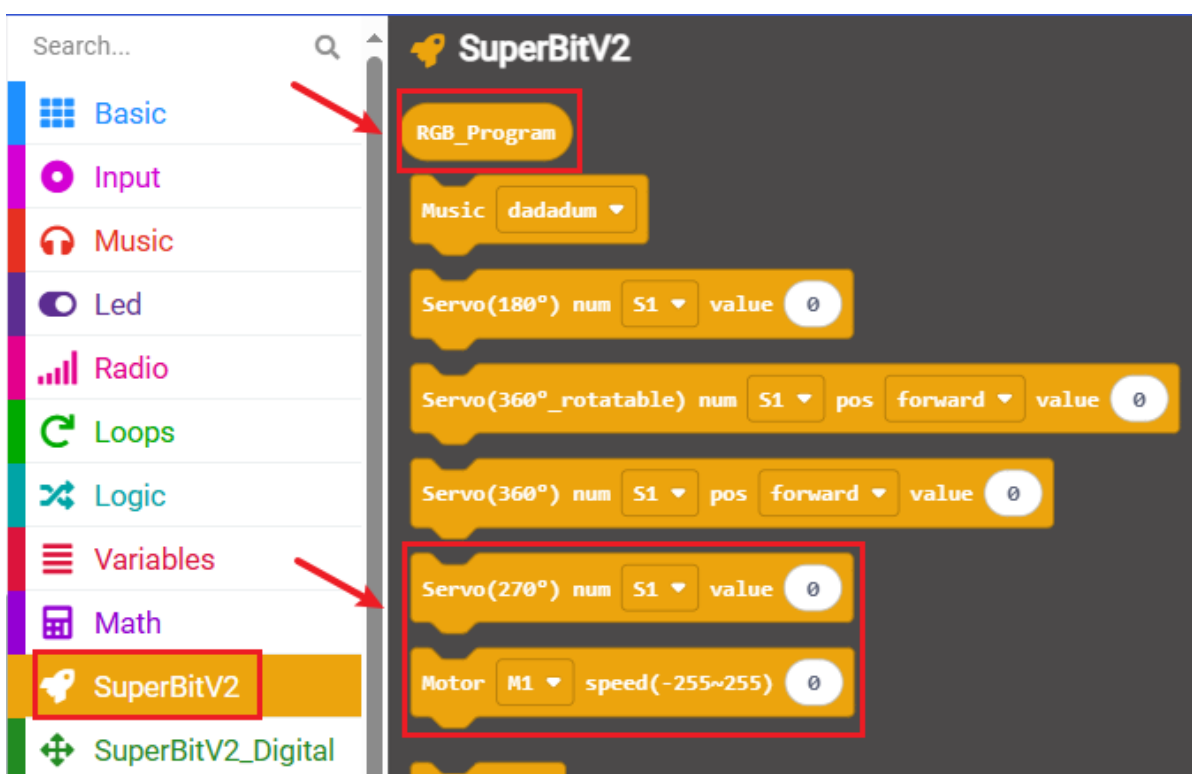 Search...
Basic
Input
Music
Led
Radio
Loops
Logic
Variables
Math
SuperBitV2
SuperBitV2_Digital
SuperBitV2
RGB_Program
Music dadadum
Servo(180°) num S1 value 0
Servo(360°_rotatable) num S1 pos forward value 0
Servo(360°) num S1 pos forward value 0
Servo(270°) num S1 value 0
Motor M1 speed(-255~255) 0